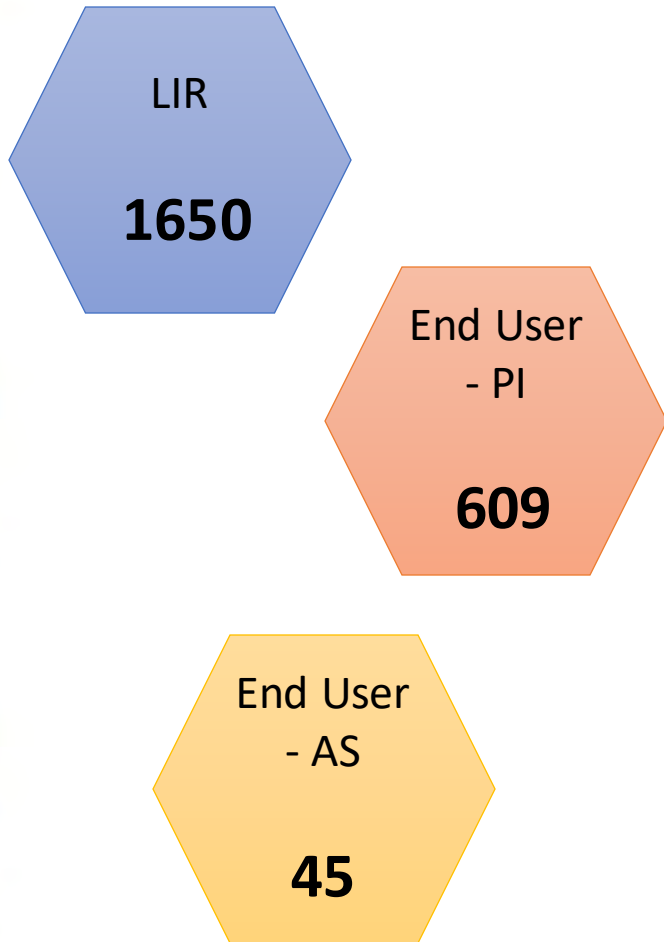 LIR
1650
End User
- PI
609
End User
- AS
45